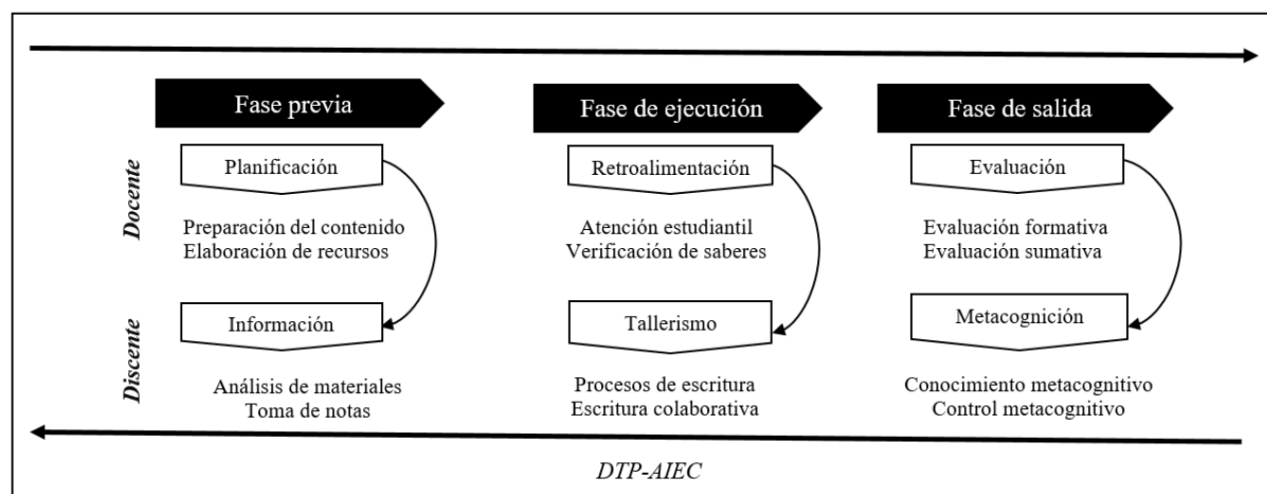 Fase previa
Fase de ejecución
Fase de salida
Docente
Planificación
Retroalimentación
Evaluación
Preparación del contenido
Elaboración de recursos
Atención estudiantil
Verificación de saberes
Evaluación formativa
Evaluación sumativa
Discente
Información
Tallerismo
Metacognición
Análisis de materiales
Toma de notas
Procesos de escritura
Escritura colaborativa
Conocimiento metacognitivo
Control metacognitivo
DTP-AIEC